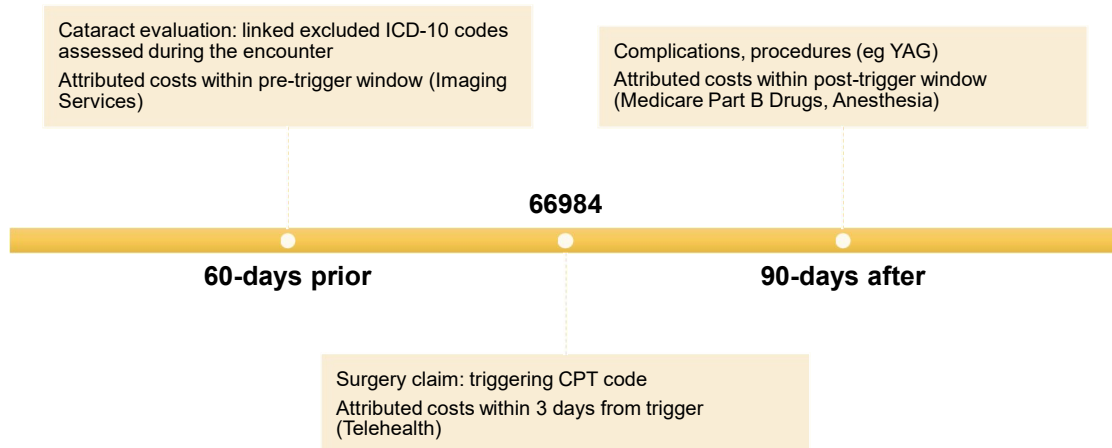 Cataract evaluation: linked excluded ICD-10 codes
assessed during the encounter
Attributed costs within pre-trigger window (Imaging
Services)
Complications, procedures (eg YAG)
Attributed costs within post-trigger window
(Medicare Part B Drugs, Anesthesia)
66984
60-days prior
90-days after
Surgery claim: triggering CPT code
Attributed costs within 3 days from trigger
(Telehealth)